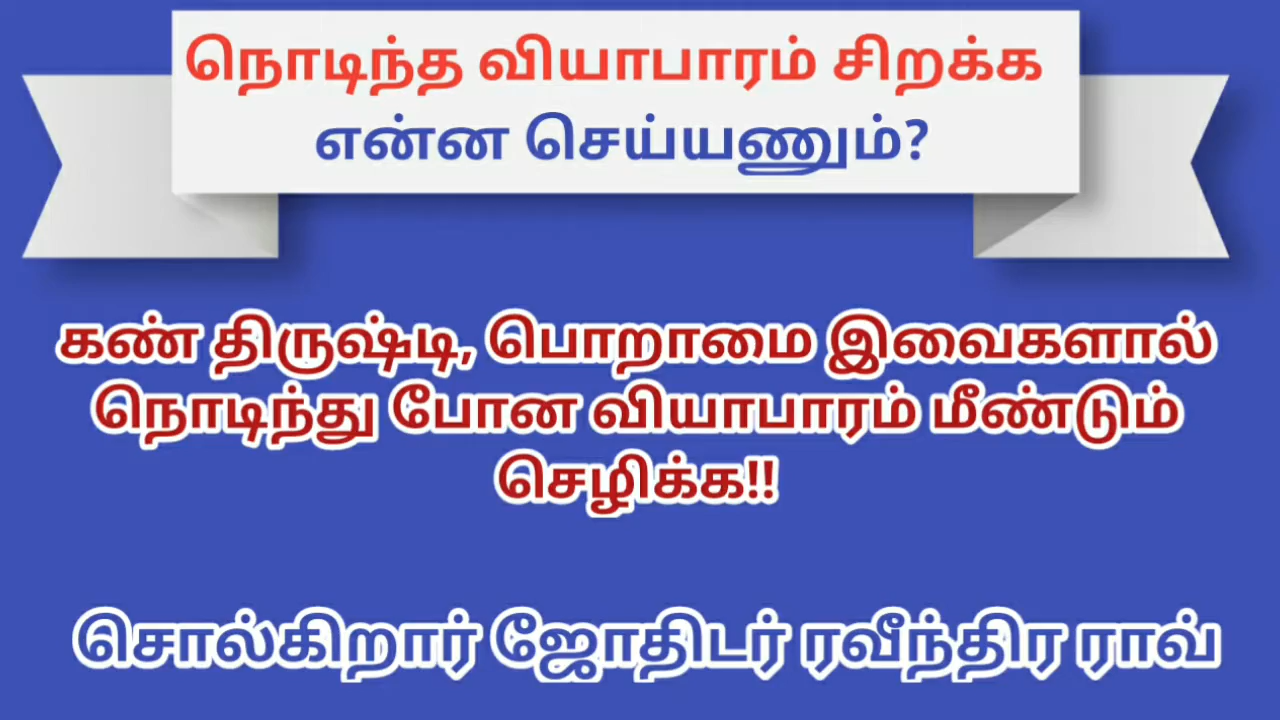 நொடிந்த வியாபாரம் சிறக்க
என்ன செய்யணும்?
கண் திருஷ்டி, பொறாமை இவைகளால்
நொடிந்து போன வியாபாரம் மீண்டும்
செழிக்க!!
சொல்கிறார் ஜோதிடர் ரவீந்திர ராவ்